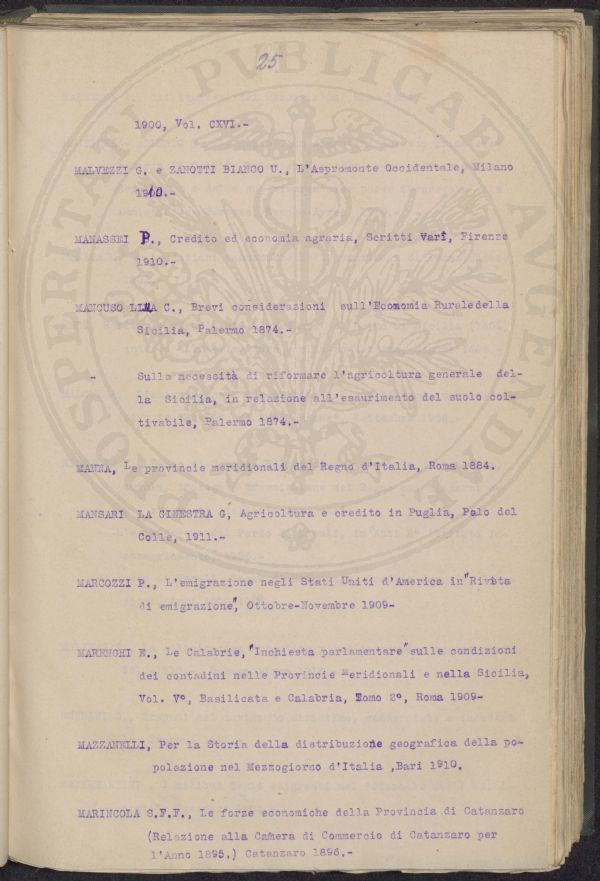 25
1900, Vol. CXVI.-
MALVEZZI G. e ZANOTTI BIANCO U., L'Aspromonte Occidentale, Milano
1910.-
MANASSEI P., Credito ed economia agraria, Scritti Vari, Firenze
1910.-
MANCUSO LIMA C., Brevi considerazioni sull'Economia Ruraledella
Sicilia, Palermo 1874.-
- Sulla necessità di riformare l'agricoltura generale del-
la Sicilia, in relazione all'esaurimento del suolo col-
tivabile, Palermo 1874.-
MANNA, Le provincie meridionali del Regno d'Italia, Roma 1884.
MANSARI LA GINESTRA G, Agricoltura e credito in Puglia, Palo del
Colle, 1911.-
MARCOZZI P., L'emigrazione negli Stati Uniti d'America in "Rivista
di emigrazione", Ottobre-Novembre 1909-
MARENGHI E., Le Calabrie, "Inchiesta parlamentare" sulle condizioni
dei contadini nelle Provincie Meridionali e nella Sicilia,
Vol. V°, Basilicata e Calabria, Tomo 2°, Roma 1909-
MAZZANELLI, Per la Storia della distribuzione geografica della po-
polazione nel Mezzogiorno d'Italia ,Bari 1910.
MARINCOLA S.F.F., Le forze economiche della Provincia di Catanzaro
(Relazione alla Camera di Commercio di Catanzaro per
l'Anno 1895.) Catanzaro 1896.-
PROSPERITATI PVBLICAE AVGENDAE